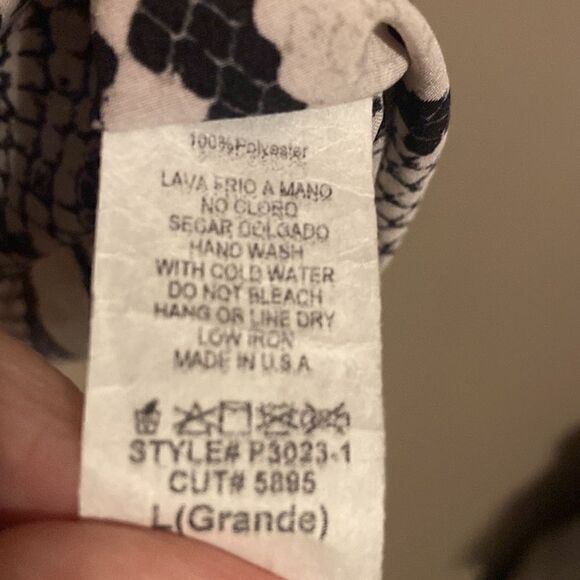 100%Polyester
LAVA FRIO A MANO
NO CLORO
SEGAR COLGADO
HAND WASH
WITH COLD WATER
DO NOT BLEACH
HANG OR LINE DRY
LOW IRON
MADE IN U.S.A
STYLE# P3023-1
CUT# 5895
L(Grande)